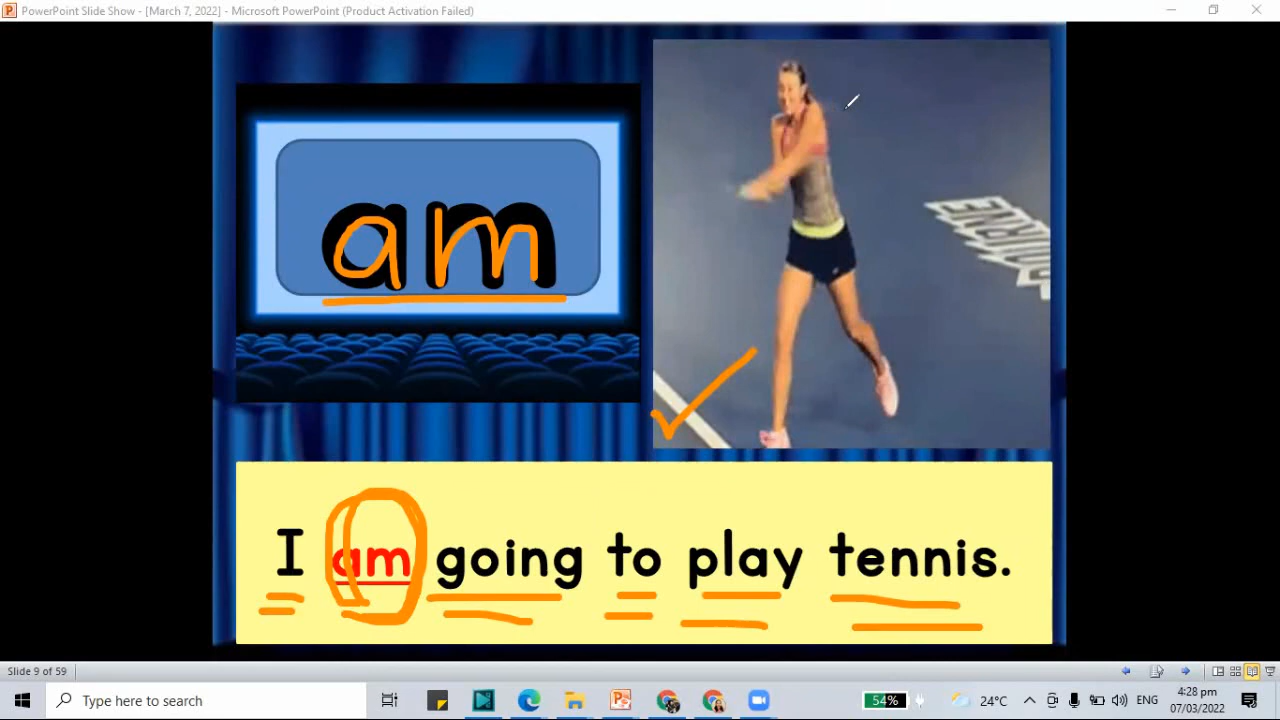 PowerPoint Slide Show - [March 7, 2022] - Microsoft PowerPoint (Product Activation Failed)
am
I am going to play tennis.
Slide 9 of 59
Type here to search
54%
24°C
ENG
4:28 pm
07/03/2022